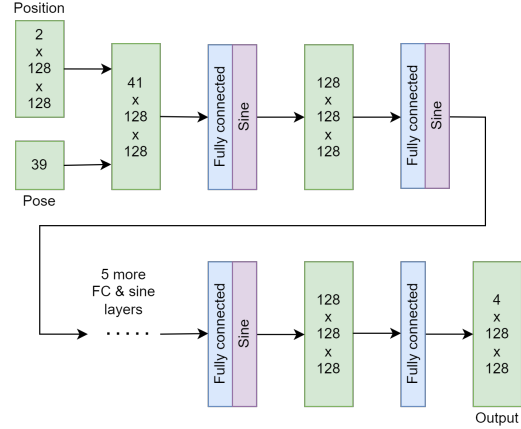 Position
2
x
128
x
128
39
Pose
41
x
128
x
128
Fully connected
Sine
128
x
128
x
128
Fully connected
Sine
5 more
FC & sine
layers
.....
Fully connected
Sine
128
x
128
x
128
Fully connected
4
x
128
x
128
Output